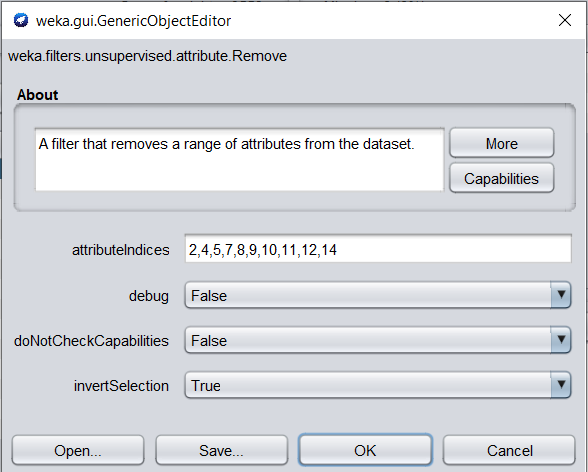 weka.gui.GenericObjectEditor
weka.filters.unsupervised.attribute.Remove
About
A filter that removes a range of attributes from the dataset.
More
Capabilities
attributeIndices 2,4,5,7,8,9,10,11,12,14
debug False
doNotCheckCapabilities False
invertSelection True
Open... Save... OK Cancel